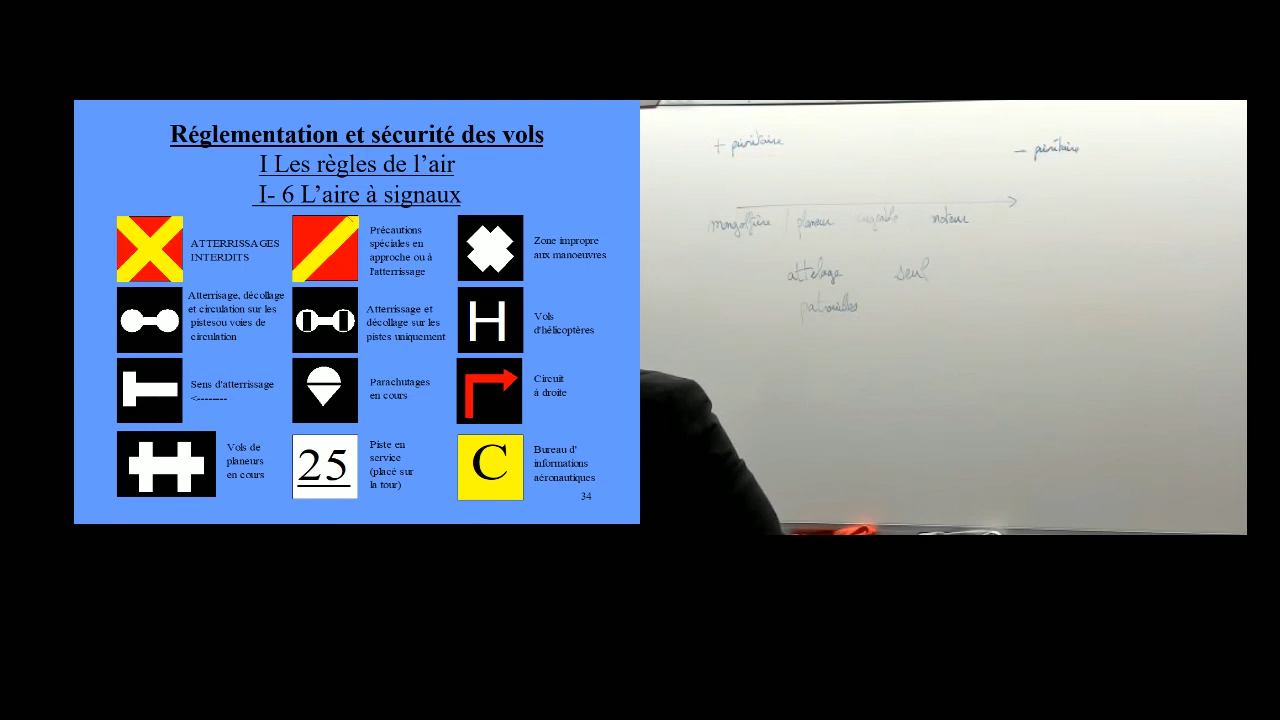 Réglementation et sécurité des vols
I Les règles de l'air
I- 6 L'aire à signaux
ATTERRISSAGES
INTERDITS
Précautions
spéciales en
approche ou à
l'atterrissage
Zone impropre
aux manoeuvres
Atterrisage, décollage
et circulation sur les
pistesou voies de
circulation
Atterrissage et
décollage sur les
pistes uniquement
H
Vols
d'hélicoptères
Sens d'atterrissage
<--------
Parachutages
en cours
Circuit
à droite
Vols de
planeurs
en cours
25
Piste en
service
(placé sur
la tour)
C
Bureau d'
informations
aéronautiques
34
+ prioritaire
— prioritaire
mongolfière / planeur moteur
attelage seul
patrouilles